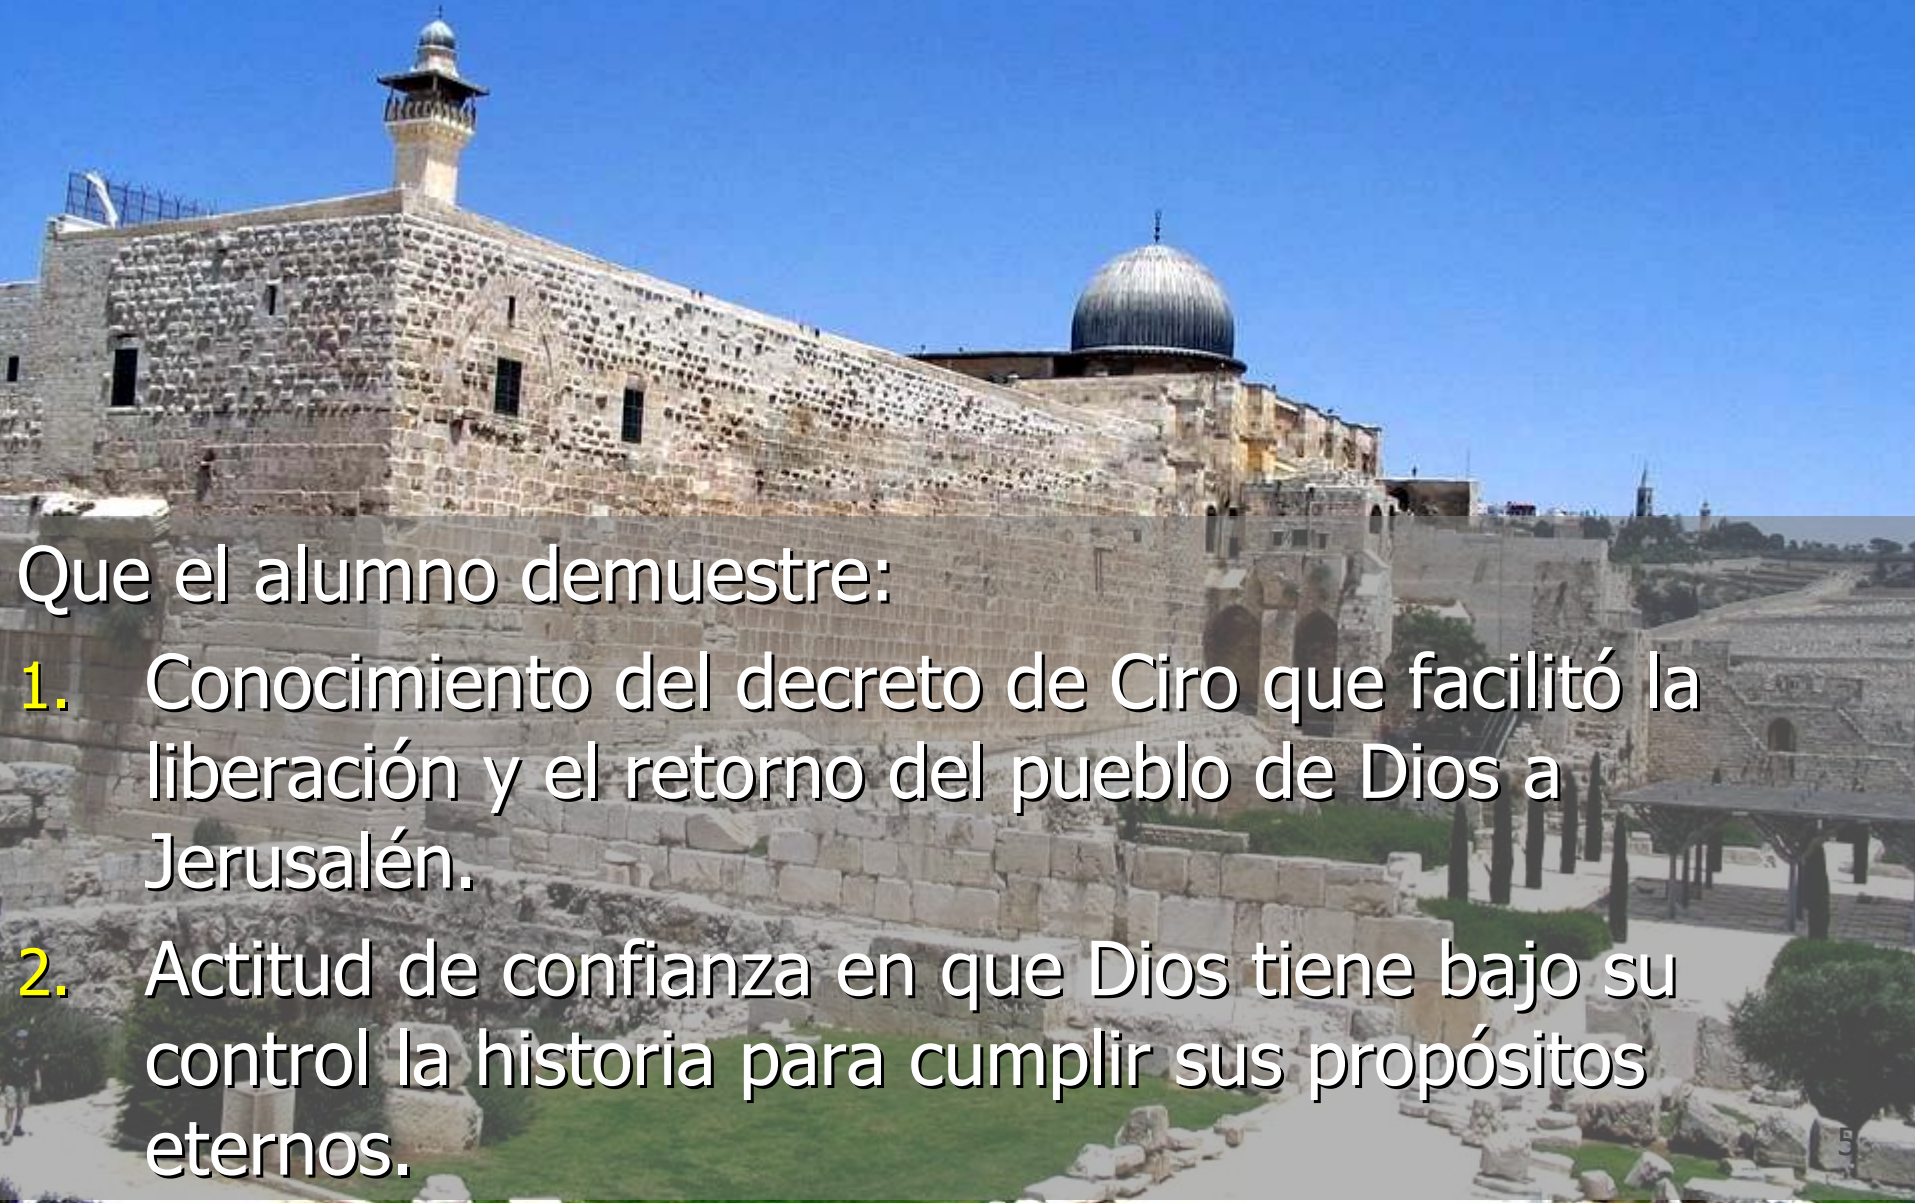 Que el alumno demuestre:
1. Conocimiento del decreto de Ciro que facilitó la
liberación y el retorno del pueblo de Dios a
Jerusalén.
2. Actitud de confianza en que Dios tiene bajo su
control la historia para cumplir sus propósitos
eternos.
5